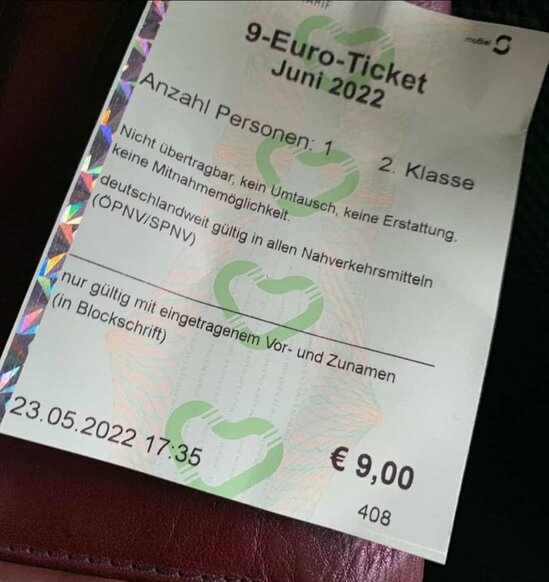 TARIF
moBiel
9-Euro-Ticket
Juni 2022
Anzahl Personen: 1 2. Klasse
Nicht übertragbar, kein Umtausch, keine Erstattung,
keine Mitnahmemöglichkeit.
deutschlandweit gültig in allen Nahverkehrsmitteln
(ÖPNV/SPNV)
nur gültig mit eingetragenem Vor- und Zunamen
(in Blockschrift)
23.05.2022 17:35 € 9,00
408